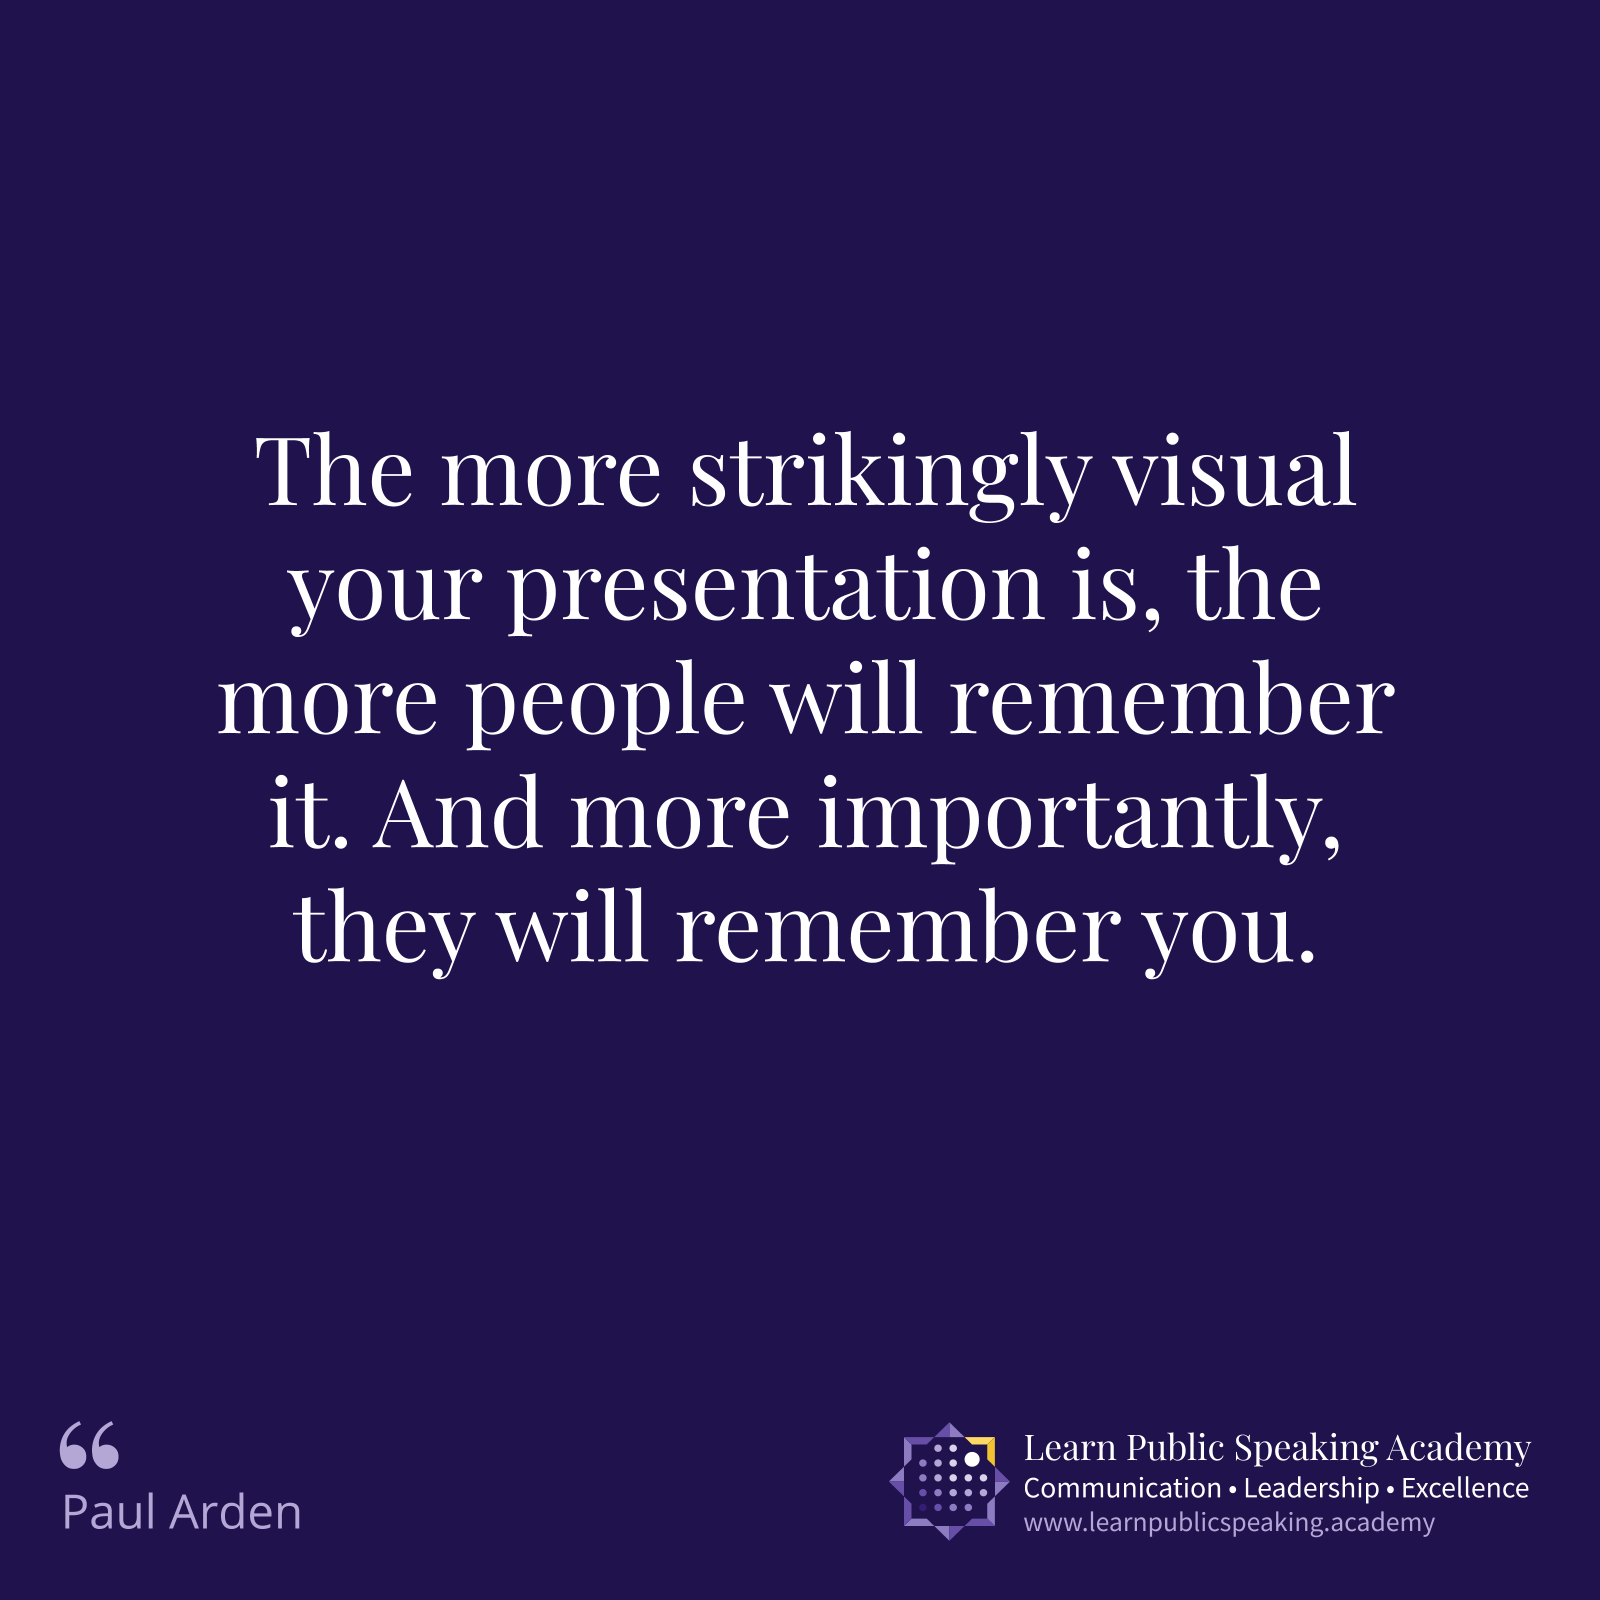 The more strikingly visual
your presentation is, the
more people will remember
it. And more importantly,
they will remember you.
“
Paul Arden
Learn Public Speaking Academy
Communication • Leadership • Excellence
www.learnpublicspeaking.academy